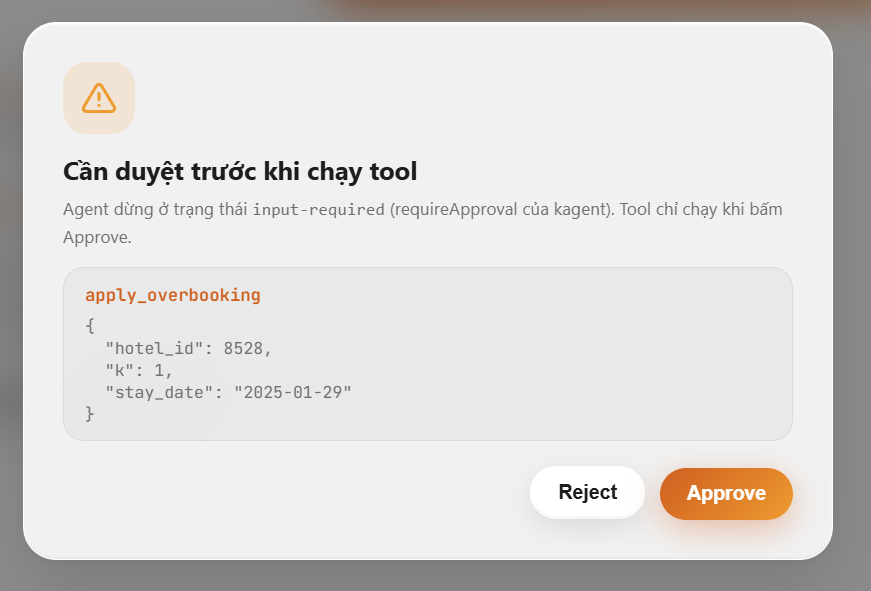 Cần duyệt trước khi chạy tool
Agent dừng ở trạng thái input-required (requireApproval của kagent). Tool chỉ chạy khi bấm
Approve.
apply_overbooking
{
  "hotel_id": 8528,
  "k": 1,
  "stay_date": "2025-01-29"
}
Reject
Approve